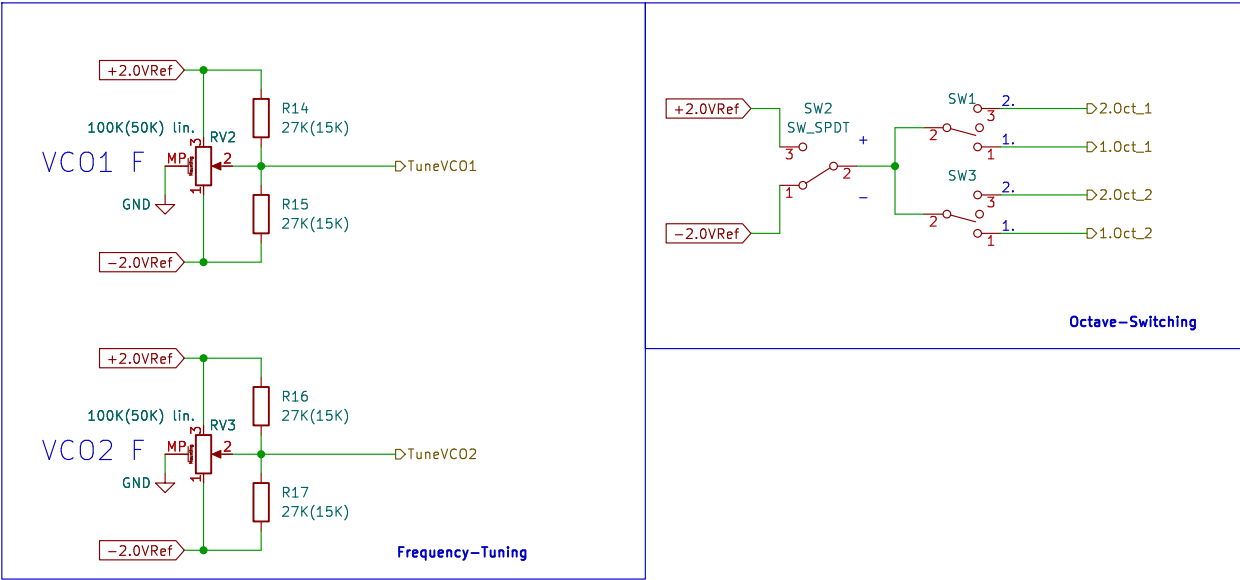 +2.0VRef
R14
27K(15K)
100K(50K) lin.
RV2
3
VCO1 F
MP
2
TuneVCO1
1
GND
R15
27K(15K)
-2.0VRef
+2.0VRef
R16
27K(15K)
100K(50K) lin.
RV3
3
VCO2 F
MP
2
TuneVCO2
1
GND
R17
27K(15K)
-2.0VRef
Frequency-Tuning
+2.0VRef
SW2
SW_SPDT
3
+
2
1
-
-2.0VRef
SW1
2.
3
2.Oct_1
2
1.
1
1.Oct_1
SW3
2.
3
2.Oct_2
2
1.
1
1.Oct_2
Octave-Switching